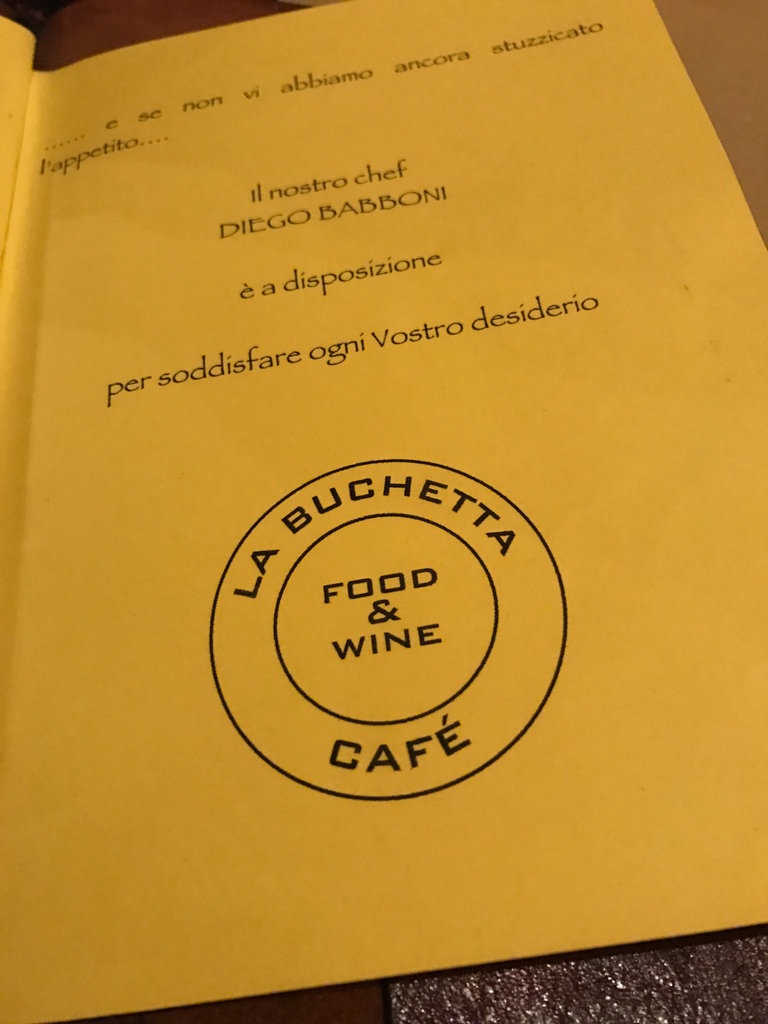 ...... e se non vi abbiamo ancora stuzzicato
l'appetito....
Il nostro chef
DIEGO BABBONI
è a disposizione
per soddisfare ogni Vostro desiderio
LA BUCHETTA
FOOD
&
WINE
CAFÉ